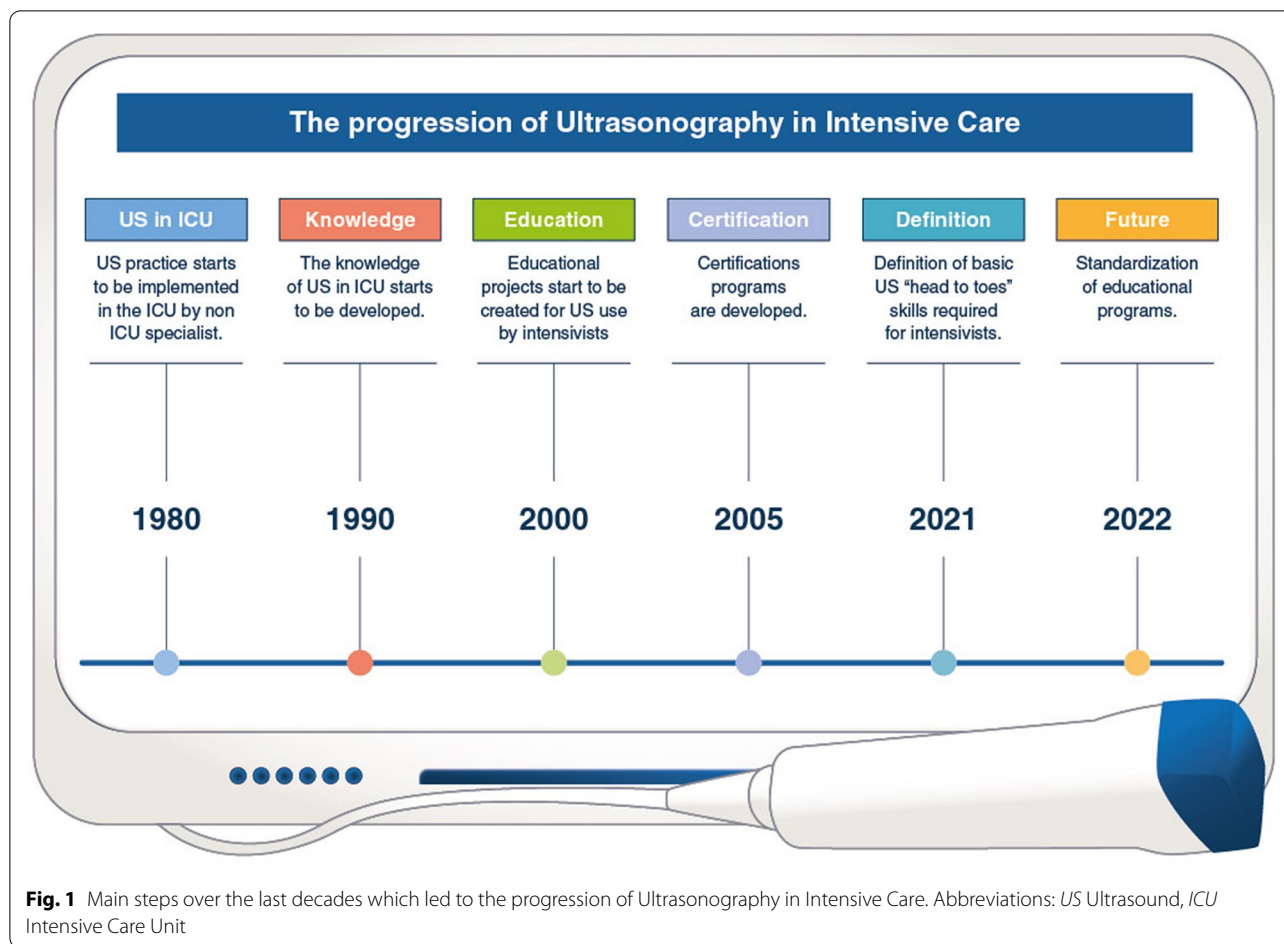 The progression of Ultrasonography in Intensive Care
US in ICU
US practice starts
to be implemented
in the ICU by non
ICU specialist.
1980
Knowledge
The knowledge
of US in ICU starts
to be developed.
1990
Education
Educational
projects start to be
created for US use
by intensivists
2000
Certification
Certifications
programs
are developed.
2005
Definition
Definition of basic
US “head to toes”
skills required
for intensivists.
2021
Future
Standardization
of educational
programs.
2022
Fig. 1 Main steps over the last decades which led to the progression of Ultrasonography in Intensive Care. Abbreviations: US Ultrasound, ICU
Intensive Care Unit